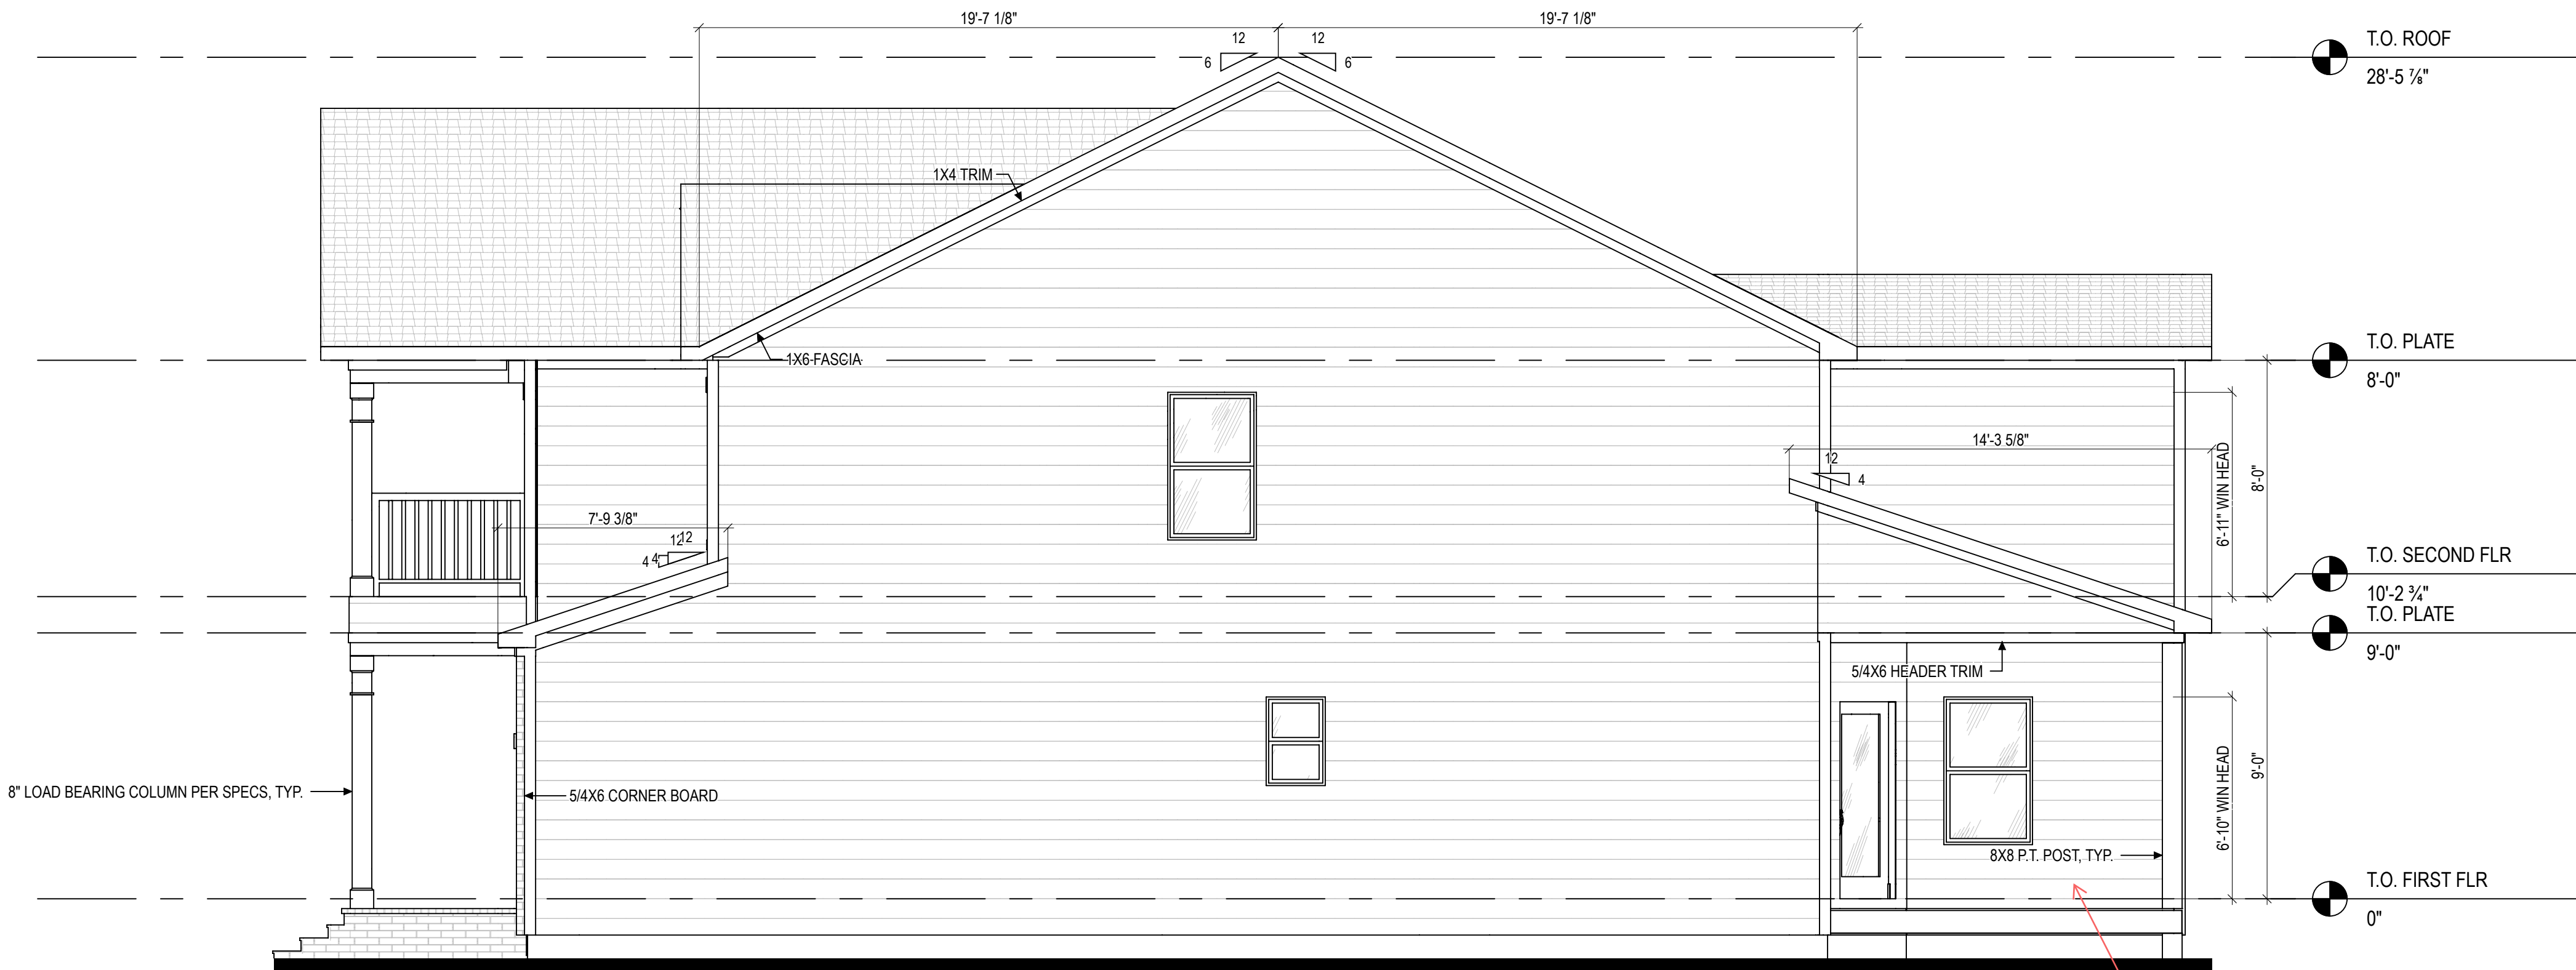 19'-7 1/8"
19'-7 1/8"
12
12
6
6
T.O. ROOF
28'-5 ⅞"
1X4 TRIM
1X6 FASCIA
T.O. PLATE
8'-0"
14'-3 5/8"
12
4
6'-11" WIN HEAD
8'-0"
7'-9 3/8"
12
12
4
4
T.O. SECOND FLR
10'-2 ¾"
T.O. PLATE
9'-0"
5/4X6 HEADER TRIM
8" LOAD BEARING COLUMN PER SPECS, TYP.
5/4X6 CORNER BOARD
6'-10" WIN HEAD
9'-0"
8X8 P.T. POST, TYP.
T.O. FIRST FLR
0"